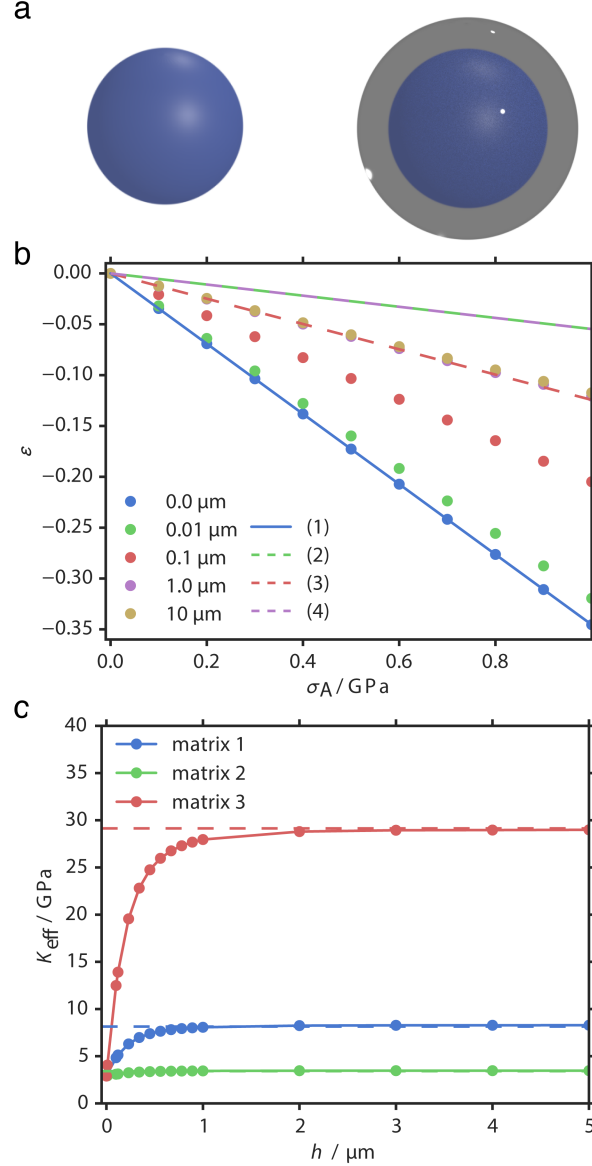 a
b
0.00
−0.05
−0.10
−0.15
−0.20
−0.25
−0.30
−0.35
ε
0.0 µm
0.01 µm
0.1 µm
1.0 µm
10 µm
(1)
(2)
(3)
(4)
0.0 0.2 0.4 0.6 0.8
σA / GPa
c
40
35
30
25
20
15
10
5
0
Keff / GPa
matrix 1
matrix 2
matrix 3
0 1 2 3 4 5
h / µm